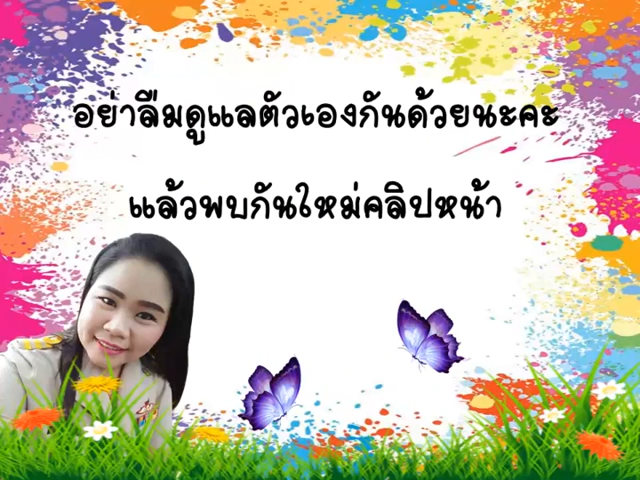 อย่าลืมดูแลตัวเองกันด้วยนะคะ
แล้วพบกันใหม่คลิปหน้า